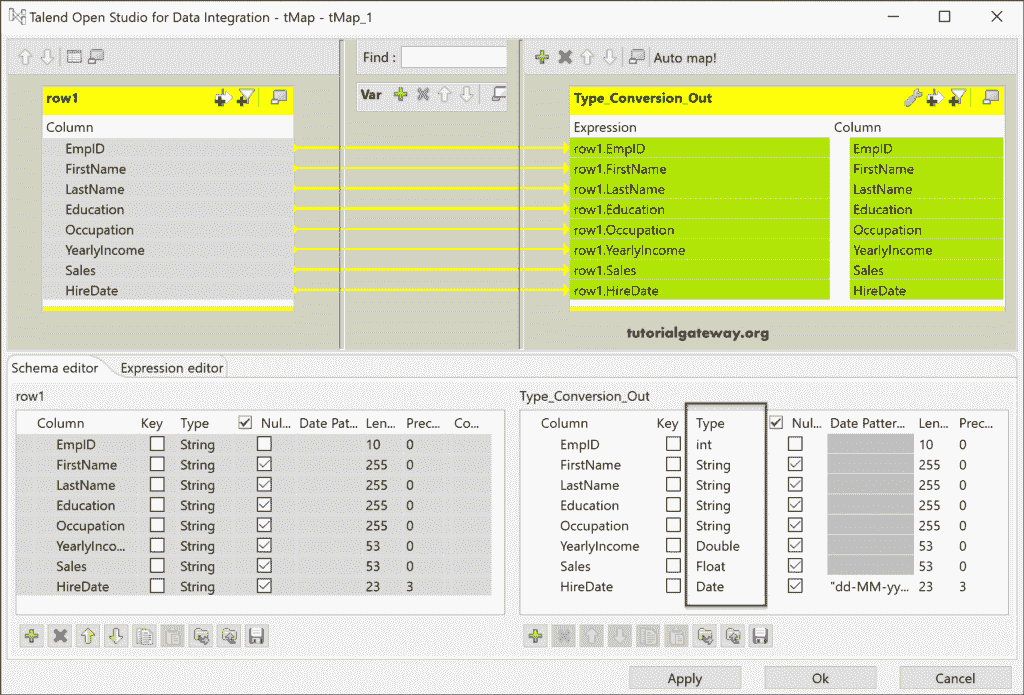 Talend Open Studio for Data Integration - tMap - tMap_1
Find :
Auto map!
row1
Var
Type_Conversion_Out
Column
Expression Column
EmpID row1.EmpID EmpID
FirstName row1.FirstName FirstName
LastName row1.LastName LastName
Education row1.Education Education
Occupation row1.Occupation Occupation
YearlyIncome row1.YearlyIncome YearlyIncome
Sales row1.Sales Sales
HireDate row1.HireDate HireDate
tutorialgateway.org
Schema editor Expression editor
row1
Column Key Type Nul... Date Pat... Len... Prec... Co...
EmpID String 10 0
FirstName String 255 0
LastName String 255 0
Education String 255 0
Occupation String 255 0
YearlyInco... String 53 0
Sales String 53 0
HireDate String 23 3
Type_Conversion_Out
Column Key Type Nul... Date Patter... Len... Prec...
EmpID int 10 0
FirstName String 255 0
LastName String 255 0
Education String 255 0
Occupation String 255 0
YearlyIncome Double 53 0
Sales Float 53 0
HireDate Date "dd-MM-yy... 23 3
Apply Ok Cancel